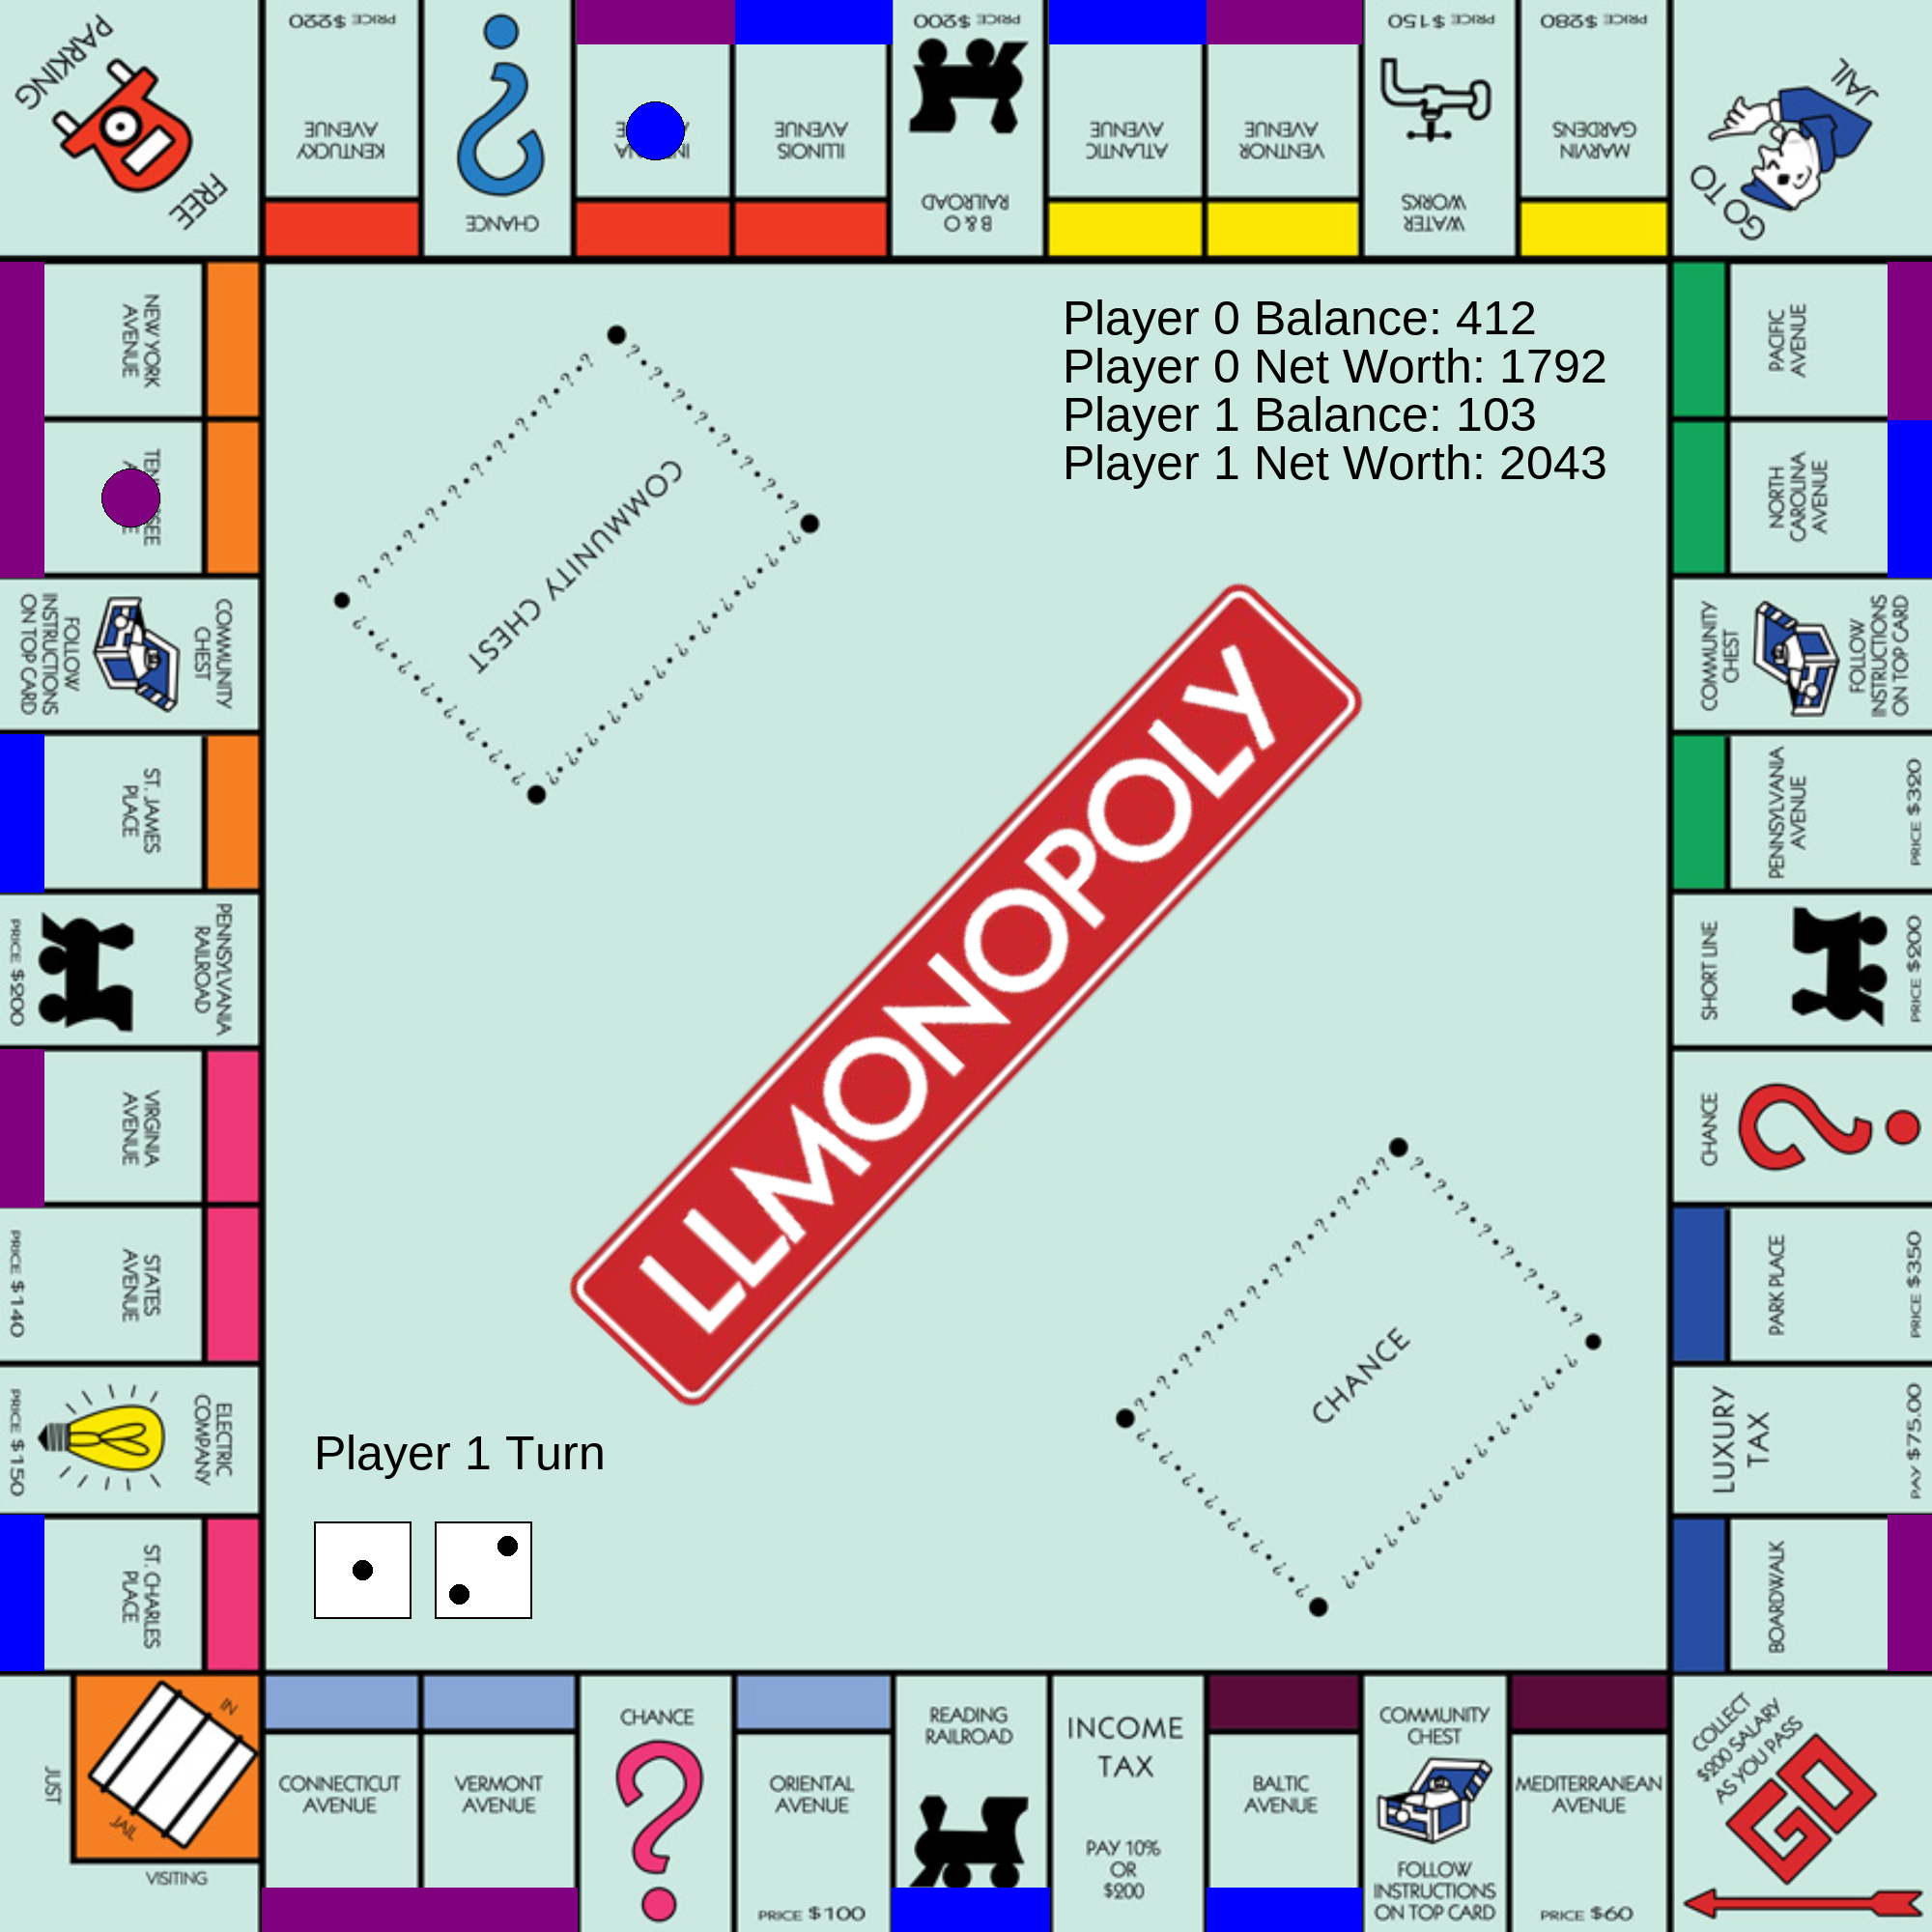 PARKING
FREE
PRICE $220
KENTUCKY
AVENUE
CHANCE
ILLINOIS
AVENUE
PRICE $200
B & O
RAILROAD
ATLANTIC
AVENUE
VENTNOR
AVENUE
PRICE $150
WATER
WORKS
PRICE $280
MARVIN
GARDENS
GO TO
JAIL
NEW YORK
AVENUE
COMMUNITY
CHEST
FOLLOW
INSTRUCTIONS
ON TOP CARD
ST. JAMES
PLACE
PENNSYLVANIA
RAILROAD
PRICE $200
VIRGINIA
AVENUE
STATES
AVENUE
PRICE $140
ELECTRIC
COMPANY
PRICE $150
ST. CHARLES
PLACE
Player 0 Balance: 412
Player 0 Net Worth: 1792
Player 1 Balance: 103
Player 1 Net Worth: 2043
COMMUNITY CHEST
LLMONOPOLY
CHANCE
Player 1 Turn
PACIFIC
AVENUE
NORTH
CAROLINA
AVENUE
COMMUNITY
CHEST
FOLLOW
INSTRUCTIONS
ON TOP CARD
PENNSYLVANIA
AVENUE
PRICE $320
SHORT LINE
PRICE $200
CHANCE
PARK PLACE
PRICE $350
LUXURY
TAX
PAY $75.00
BOARDWALK
JUST
VISITING
IN
JAIL
CONNECTICUT
AVENUE
VERMONT
AVENUE
CHANCE
ORIENTAL
AVENUE
PRICE $100
READING
RAILROAD
INCOME
TAX
PAY 10%
OR
$200
BALTIC
AVENUE
COMMUNITY
CHEST
FOLLOW
INSTRUCTIONS
ON TOP CARD
MEDITERRANEAN
AVENUE
PRICE $60
COLLECT
$200 SALARY
AS YOU PASS
GO